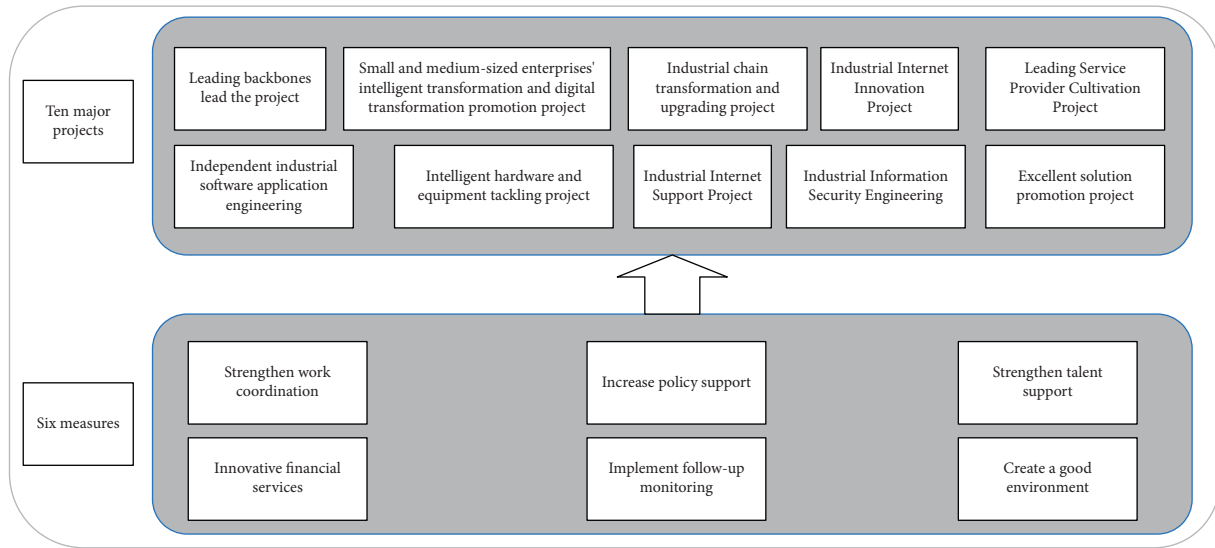 Ten major
projects
Leading backbones
lead the project
Small and medium-sized enterprises'
intelligent transformation and digital
transformation promotion project
Industrial chain
transformation and
upgrading project
Industrial Internet
Innovation
Project
Leading Service
Provider Cultivation
Project
Independent industrial
software application
engineering
Intelligent hardware and
equipment tackling project
Industrial Internet
Support Project
Industrial Information
Security Engineering
Excellent solution
promotion project
Six measures
Strengthen work
coordination
Increase policy support
Strengthen talent
support
Innovative financial
services
Implement follow-up
monitoring
Create a good
environment